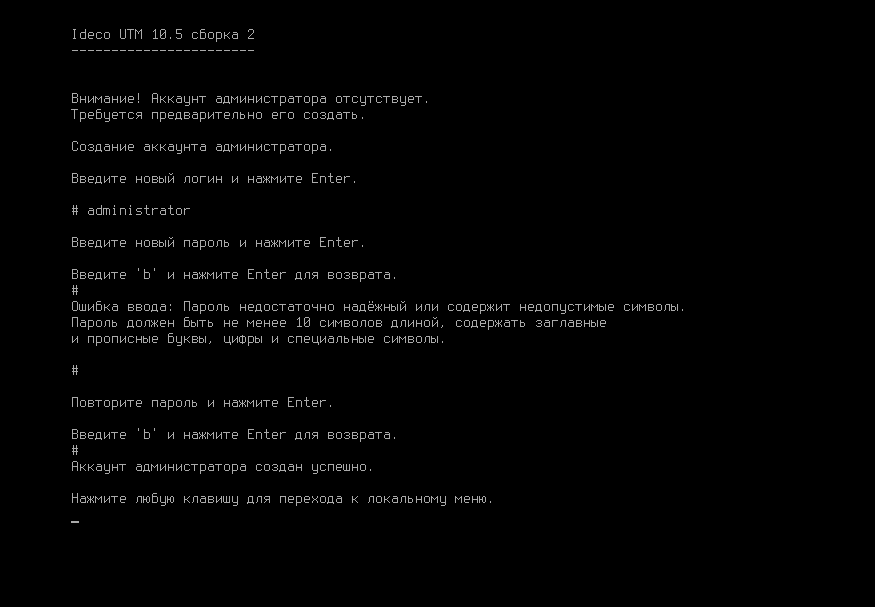 Ideco UTM 10.5 сборка 2
-----------------------
Внимание! Аккаунт администратора отсутствует.
Требуется предварительно его создать.
Создание аккаунта администратора.
Введите новый логин и нажмите Enter.
# administrator
Введите новый пароль и нажмите Enter.
Введите 'b' и нажмите Enter для возврата.
#
Ошибка ввода: Пароль недостаточно надёжный или содержит недопустимые символы.
Пароль должен быть не менее 10 символов длиной, содержать заглавные
и прописные буквы, цифры и специальные символы.
#
Повторите пароль и нажмите Enter.
Введите 'b' и нажмите Enter для возврата.
#
Аккаунт администратора создан успешно.
Нажмите любую клавишу для перехода к локальному меню.
_